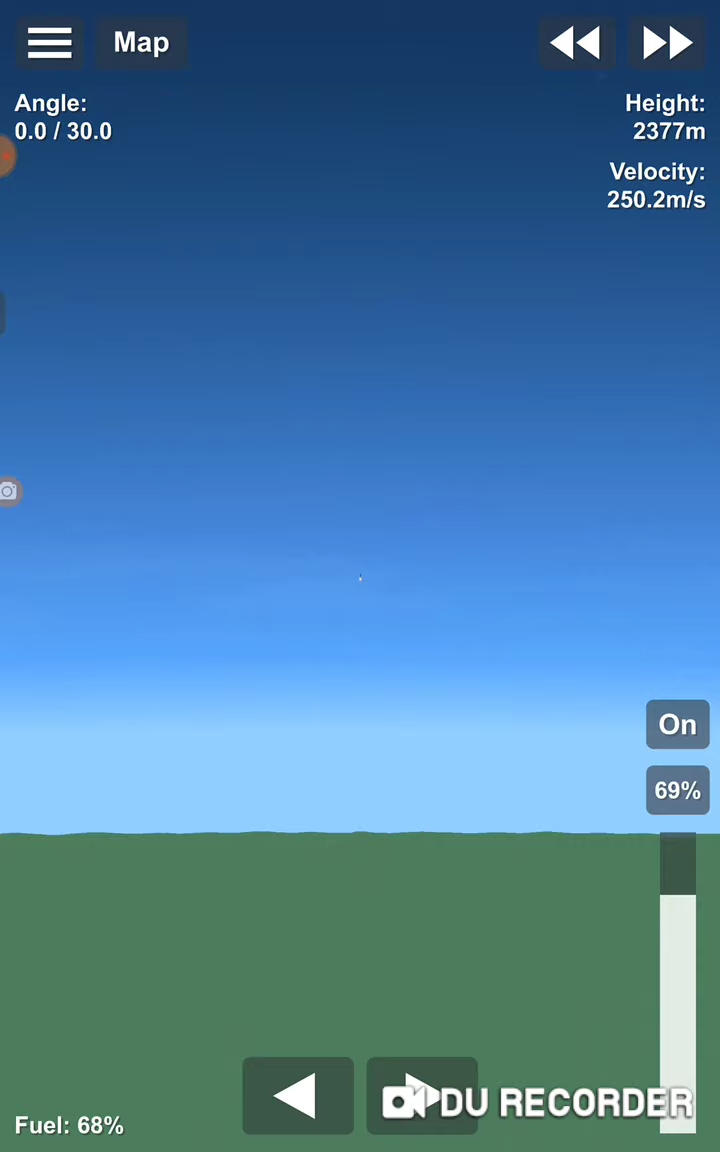 Map
Angle:
0.0 / 30.0
Height:
2377m
Velocity:
250.2m/s
On
69%
Fuel: 68%
DU RECORDER